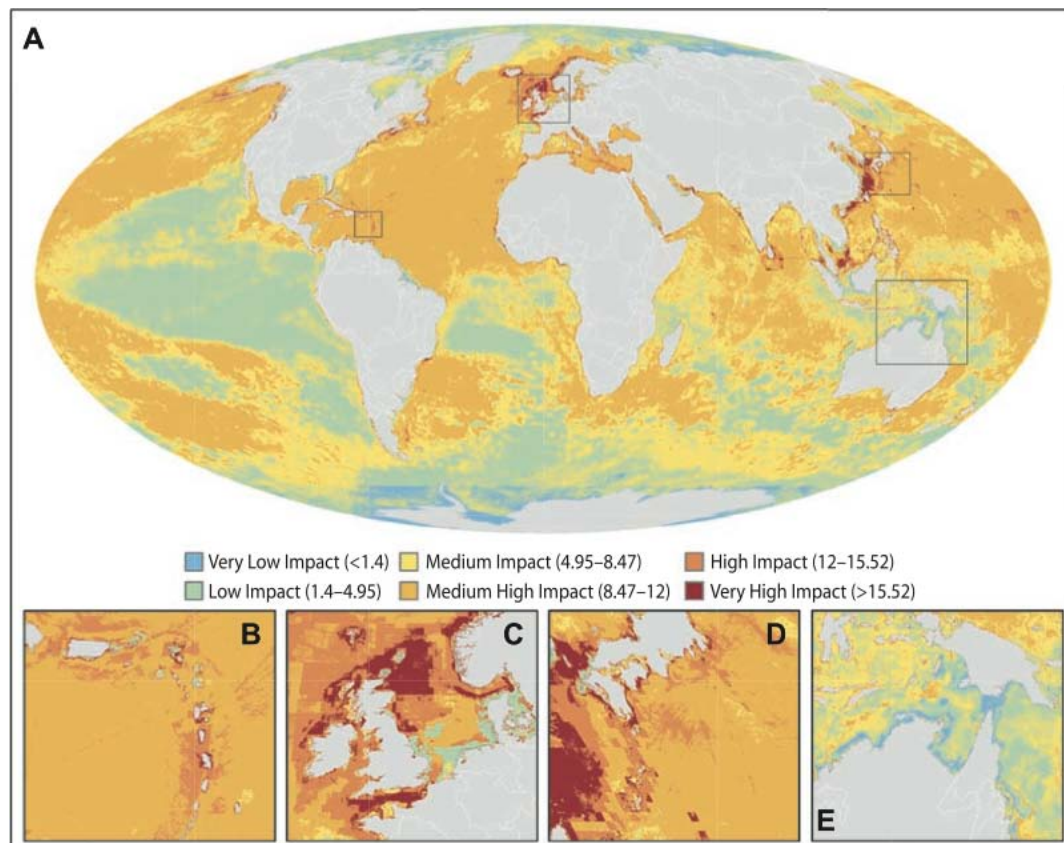 A
Very Low Impact (<1.4)
Medium Impact (4.95–8.47)
High Impact (12–15.52)
Low Impact (1.4–4.95)
Medium High Impact (8.47–12)
Very High Impact (>15.52)
B
C
D
E